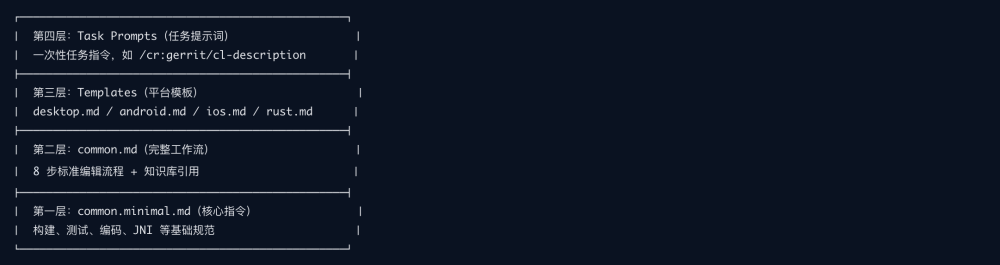 第四层：Task Prompts（任务提示词）
一次性任务指令，如 /cr:gerrit/cl-description
第三层：Templates（平台模板）
desktop.md / android.md / ios.md / rust.md
第二层：common.md（完整工作流）
8 步标准编辑流程 + 知识库引用
第一层：common.minimal.md（核心指令）
构建、测试、编码、JNI 等基础规范